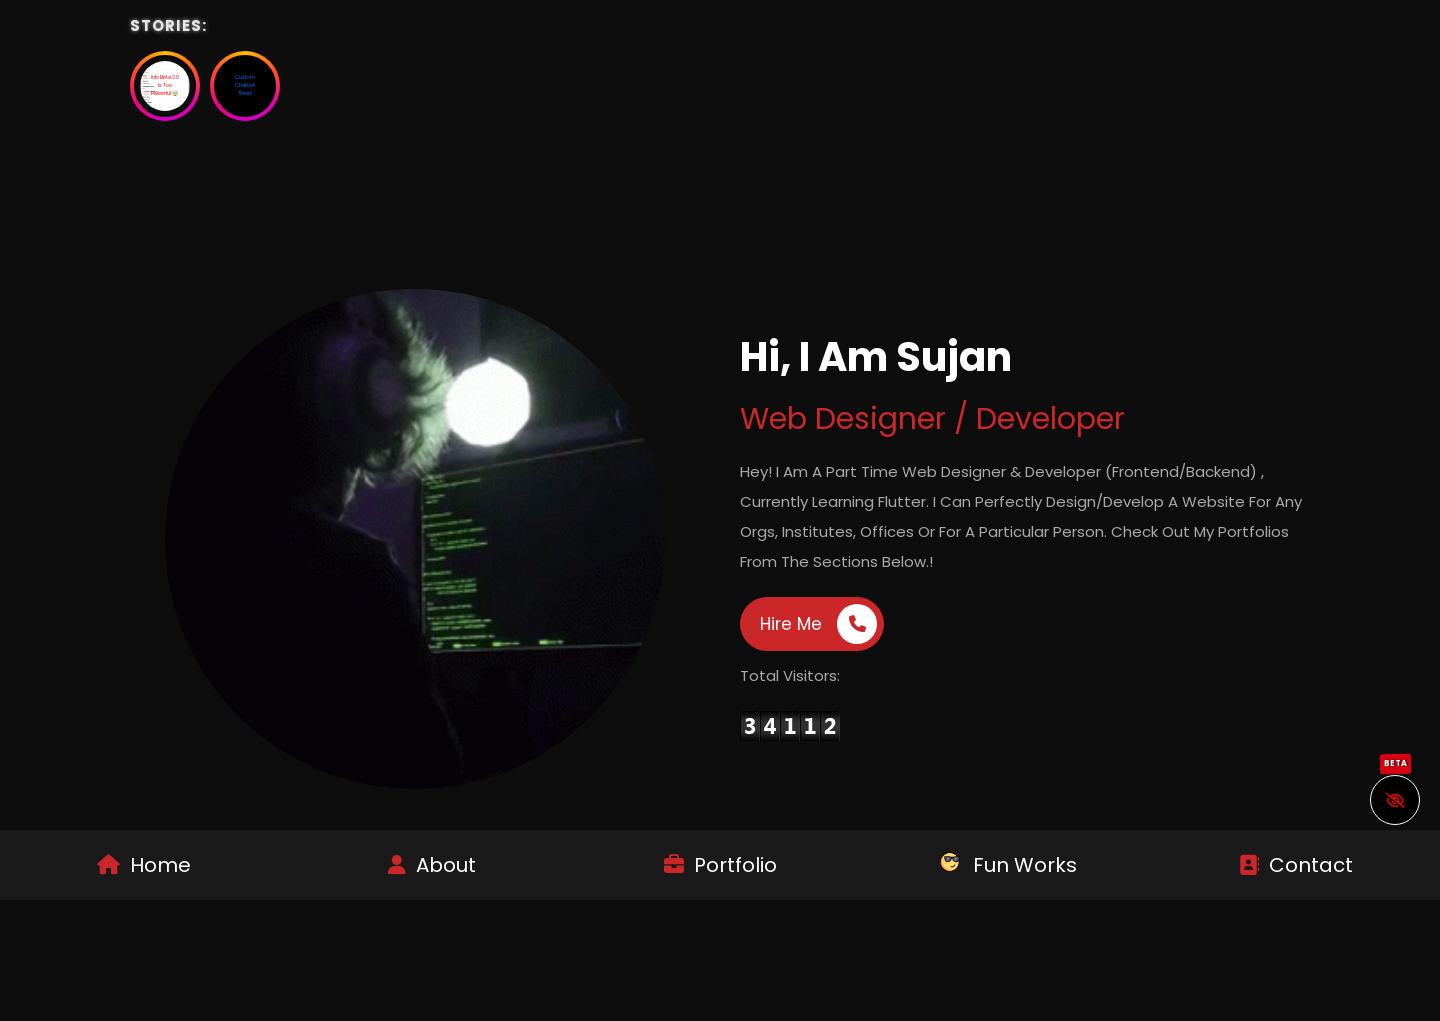 STORIES:
Info Beta 2.0
Is Too
Custom
Chatbot
Soon!
Hi, I Am Sujan
Web Designer / Developer
Hey! I Am A Part Time Web Designer & Developer (Frontend/Backend) ,
Currently Learning Flutter. I Can Perfectly Design/Develop A Website For Any
Orgs, Institutes, Offices Or For A Particular Person. Check Out My Portfolios
From The Sections Below.!
Hire Me
Total Visitors:
34112
BETA
Home
About
Portfolio
Fun Works
Contact